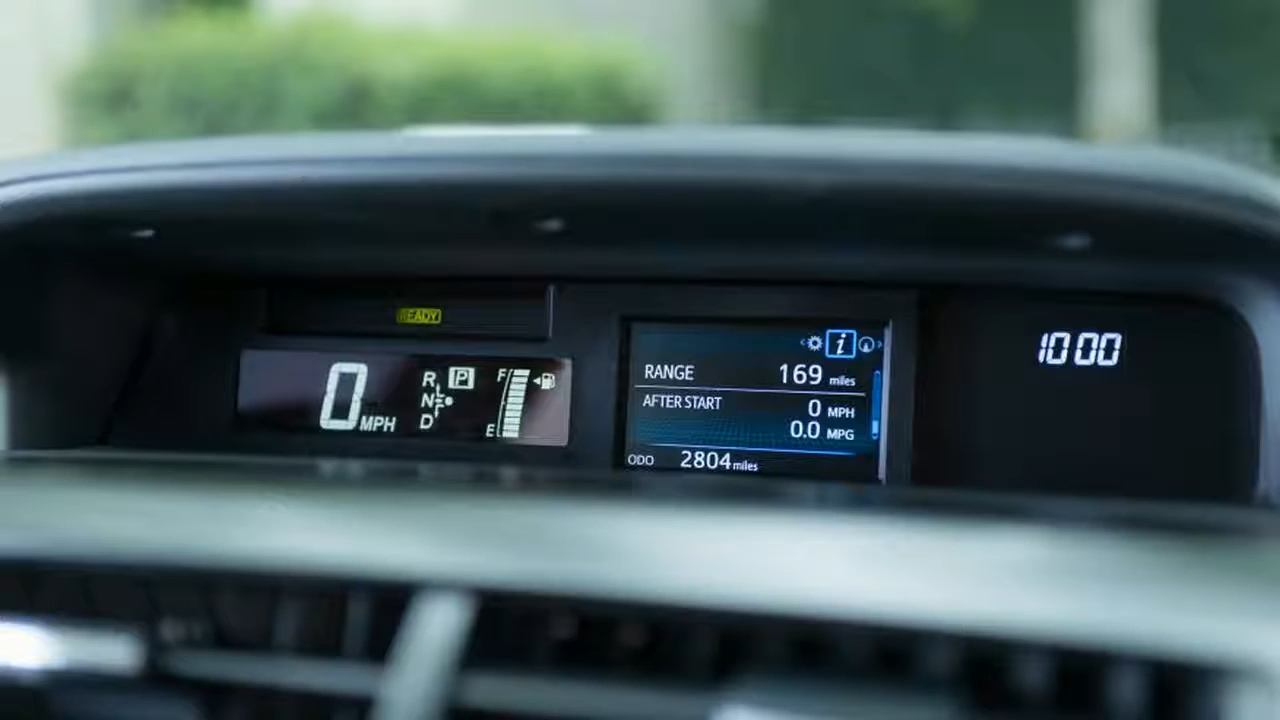 READY
0 MPH
R P
N
D
F
E
i
RANGE 169 miles
AFTER START
0 MPH
0.0 MPG
ODO 2804 miles
10 00